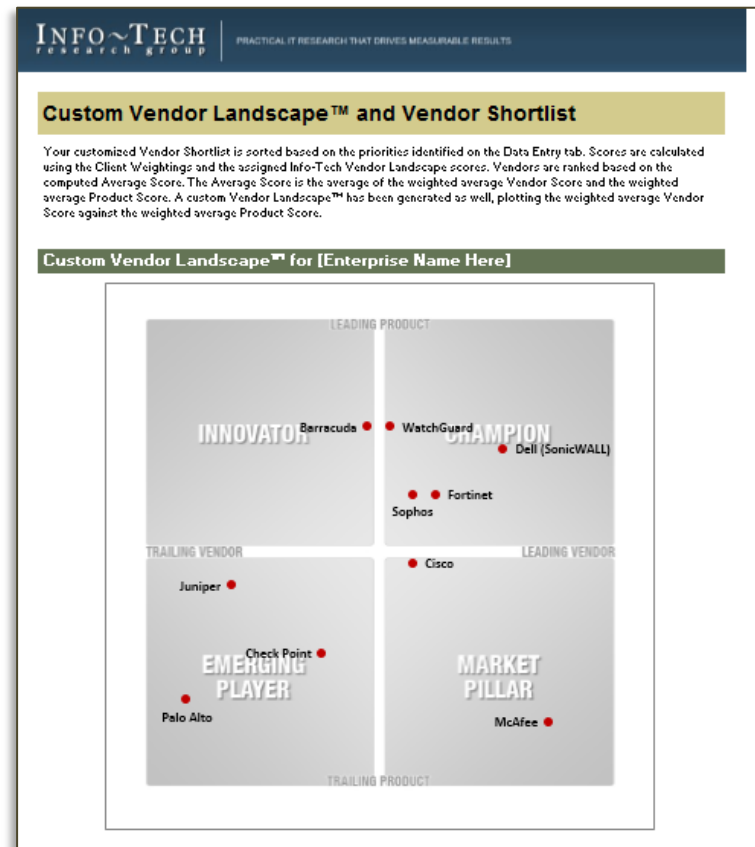 INFO~TECH
research group
PRACTICAL IT RESEARCH THAT DRIVES MEASURABLE RESULTS
Custom Vendor Landscape™ and Vendor Shortlist
Your customized Vendor Shortlist is sorted based on the priorities identified on the Data Entry tab. Scores are calculated
using the Client Weightings and the assigned Info-Tech Vendor Landscape scores. Vendors are ranked based on the
computed Average Score. The Average Score is the average of the weighted average Vendor Score and the weighted
average Product Score. A custom Vendor Landscape™ has been generated as well, plotting the weighted average Vendor
Score against the weighted average Product Score.
Custom Vendor Landscape™ for [Enterprise Name Here]
LEADING PRODUCT
INNOVATOR
Barracuda
WatchGuard
CHAMPION
Dell (SonicWALL)
Fortinet
Sophos
TRAILING VENDOR
LEADING VENDOR
Cisco
Juniper
Check Point
EMERGING
PLAYER
MARKET
PILLAR
Palo Alto
McAfee
TRAILING PRODUCT